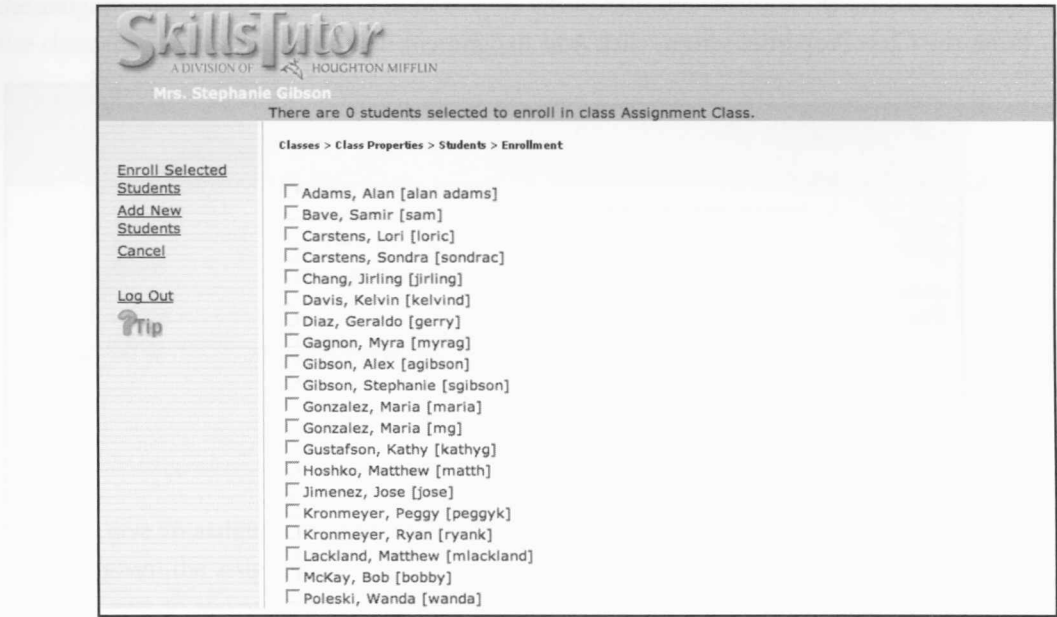 SkillsTutor
A DIVISION OF HOUGHTON MIFFLIN
Mrs. Stephanie Gibson
There are 0 students selected to enroll in class Assignment Class.
Classes > Class Properties > Students > Enrollment
Enroll Selected
Students
Add New
Students
Cancel
Log Out
Tip
Adams, Alan [alan adams]
Bave, Samir [sam]
Carstens, Lori [loric]
Carstens, Sondra [sondrac]
Chang, Jirling [jirling]
Davis, Kelvin [kelvind]
Diaz, Geraldo [gerry]
Gagnon, Myra [myrag]
Gibson, Alex [agibson]
Gibson, Stephanie [sgibson]
Gonzalez, Maria [maria]
Gonzalez, Maria [mg]
Gustafson, Kathy [kathyg]
Hoshko, Matthew [matth]
Jimenez, Jose [jose]
Kronmeyer, Peggy [peggyk]
Kronmeyer, Ryan [ryank]
Lackland, Matthew [mlackland]
McKay, Bob [bobby]
Poleski, Wanda [wanda]